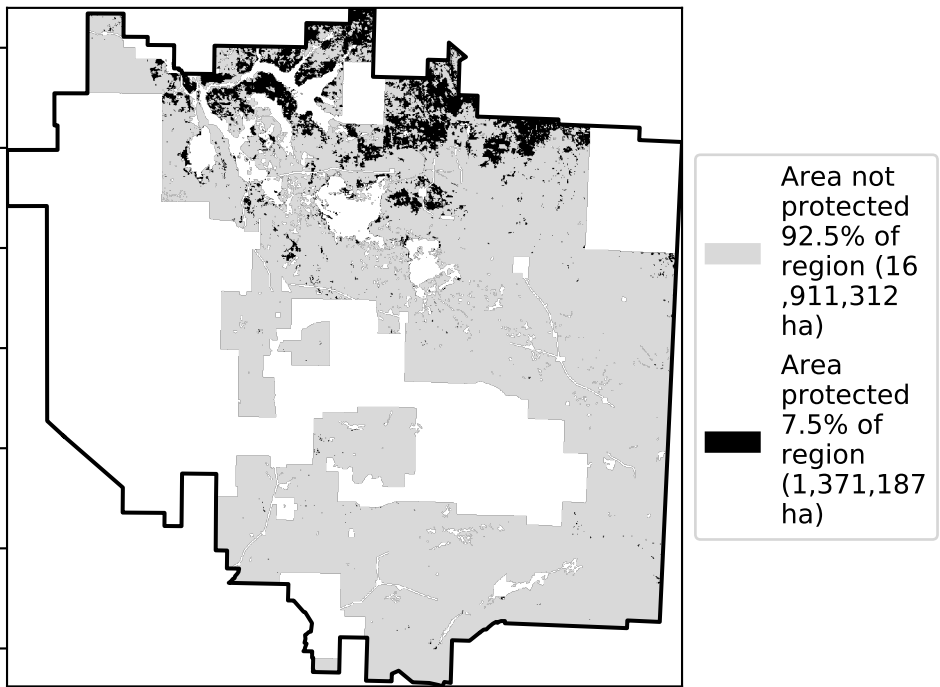 Area not
protected
92.5% of
region (16
,911,312
ha)
Area
protected
7.5% of
region
(1,371,187
ha)